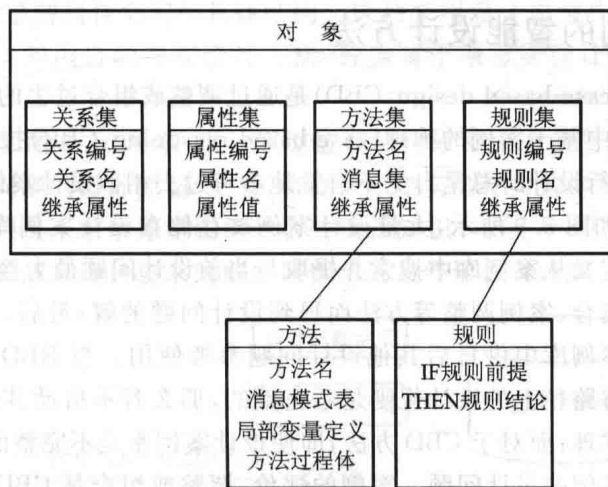 对象
关系集
关系编号
关系名
继承属性
属性集
属性编号
属性名
属性值
方法集
方法名
消息集
继承属性
规则集
规则编号
规则名
继承属性
方法
方法名
消息模式表
局部变量定义
方法过程体
规则
IF规则前提
THEN规则结论